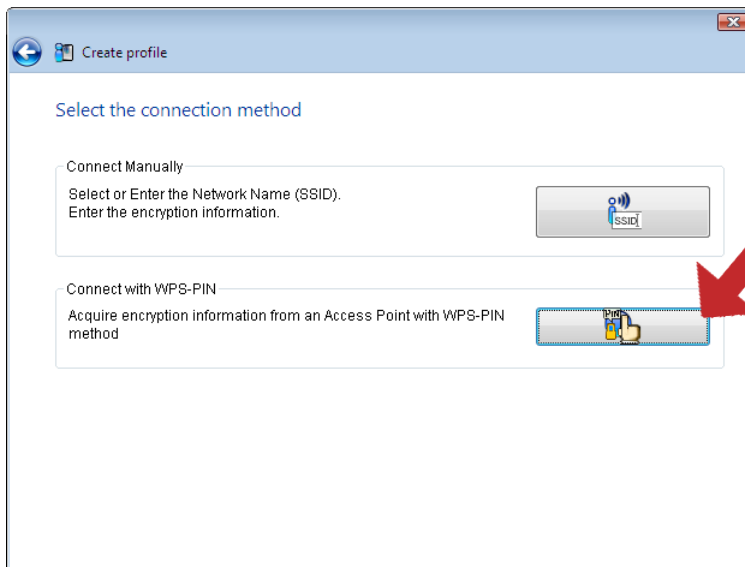 Create profile
Select the connection method
Connect Manually
Select or Enter the Network Name (SSID).
Enter the encryption information.
SSID
Connect with WPS-PIN
Acquire encryption information from an Access Point with WPS-PIN
method
PIN